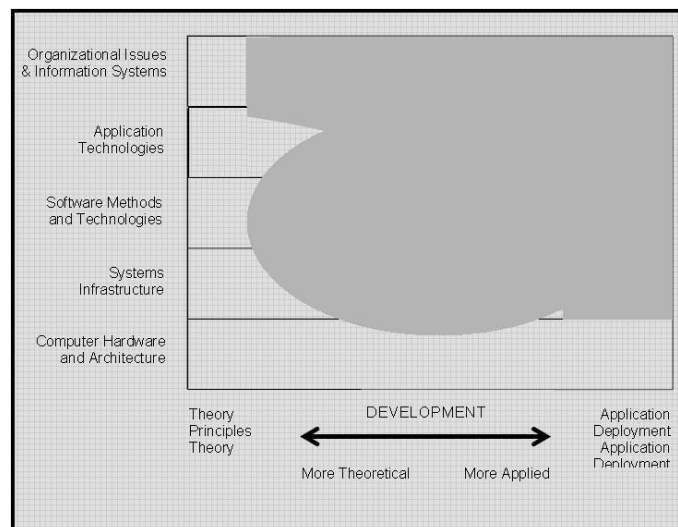 Organizational Issues
& Information Systems
Application
Technologies
Software Methods
and Technologies
Systems
Infrastructure
Computer Hardware
and Architecture
Theory
Principles
Theory
DEVELOPMENT
Application
Deployment
Application
Deployment
More Theoretical
More Applied